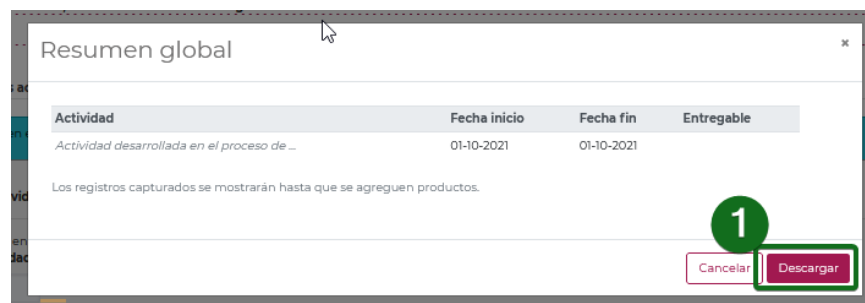 Resumen global
×
Actividad Fecha inicio Fecha fin Entregable
Actividad desarrollada en el proceso de ... 01-10-2021 01-10-2021
Los registros capturados se mostrarán hasta que se agreguen productos.
1
Cancelar Descargar